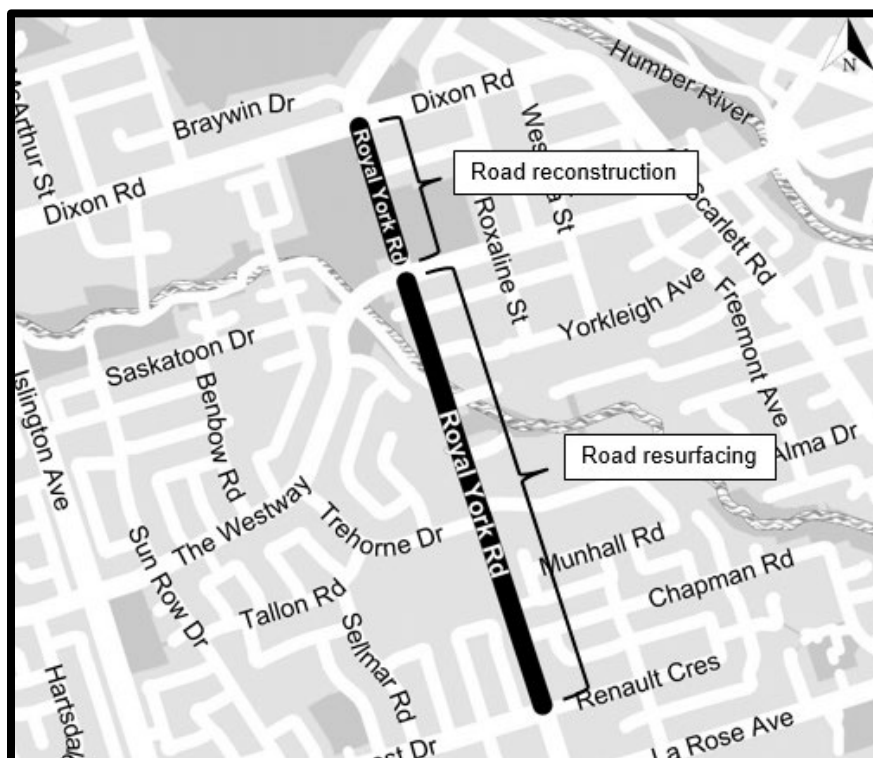 Humber River
N
McArthur St
Braywin Dr
Dixon Rd
Royal York Rd
Road reconstruction
Dixon Rd
Roxaline St
Scarlett Rd
Yorkleigh Ave
Freemont Ave
Saskatoon Dr
Islington Ave
Benbow Rd
Royal York Rd
Road resurfacing
Alma Dr
The Westway
Trehorne Dr
Sun Row Dr
Munhall Rd
Chapman Rd
Tallon Rd
Sellmar Rd
Renault Cres
La Rose Ave